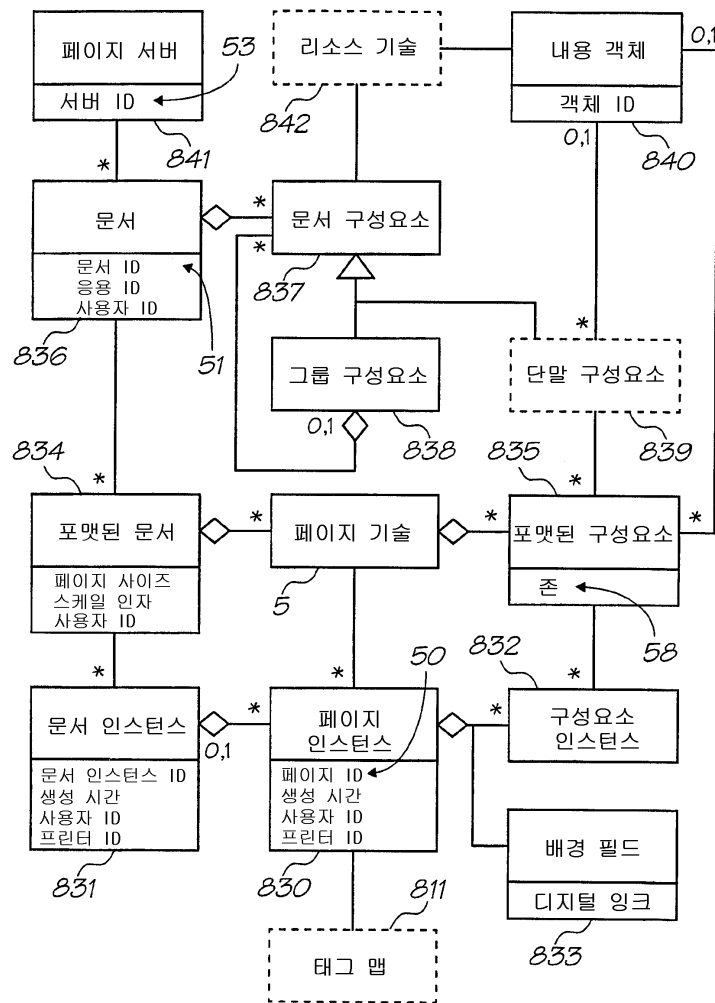 페이지 서버
서버 ID
53
841
*
리소스 기술
842
내용 객체
객체 ID
0,1
0,1
840
문서
문서 ID
응용 ID
사용자 ID
836
51
*
*
문서 구성요소
837
그룹 구성요소
0,1
838
*
단말 구성요소
839
834
*
포맷된 문서
페이지 사이즈
스케일 인자
사용자 ID
*
페이지 기술
5
835
*
*
*
포맷된 구성요소
존
58
*
문서 인스턴스
0,1
문서 인스턴스 ID
생성 시간
사용자 ID
프린터 ID
831
*
*
50
페이지
인스턴스
페이지 ID
생성 시간
사용자 ID
프린터 ID
830
832
*
*
구성요소
인스턴스
배경 필드
디지털 잉크
833
811
태그 맵